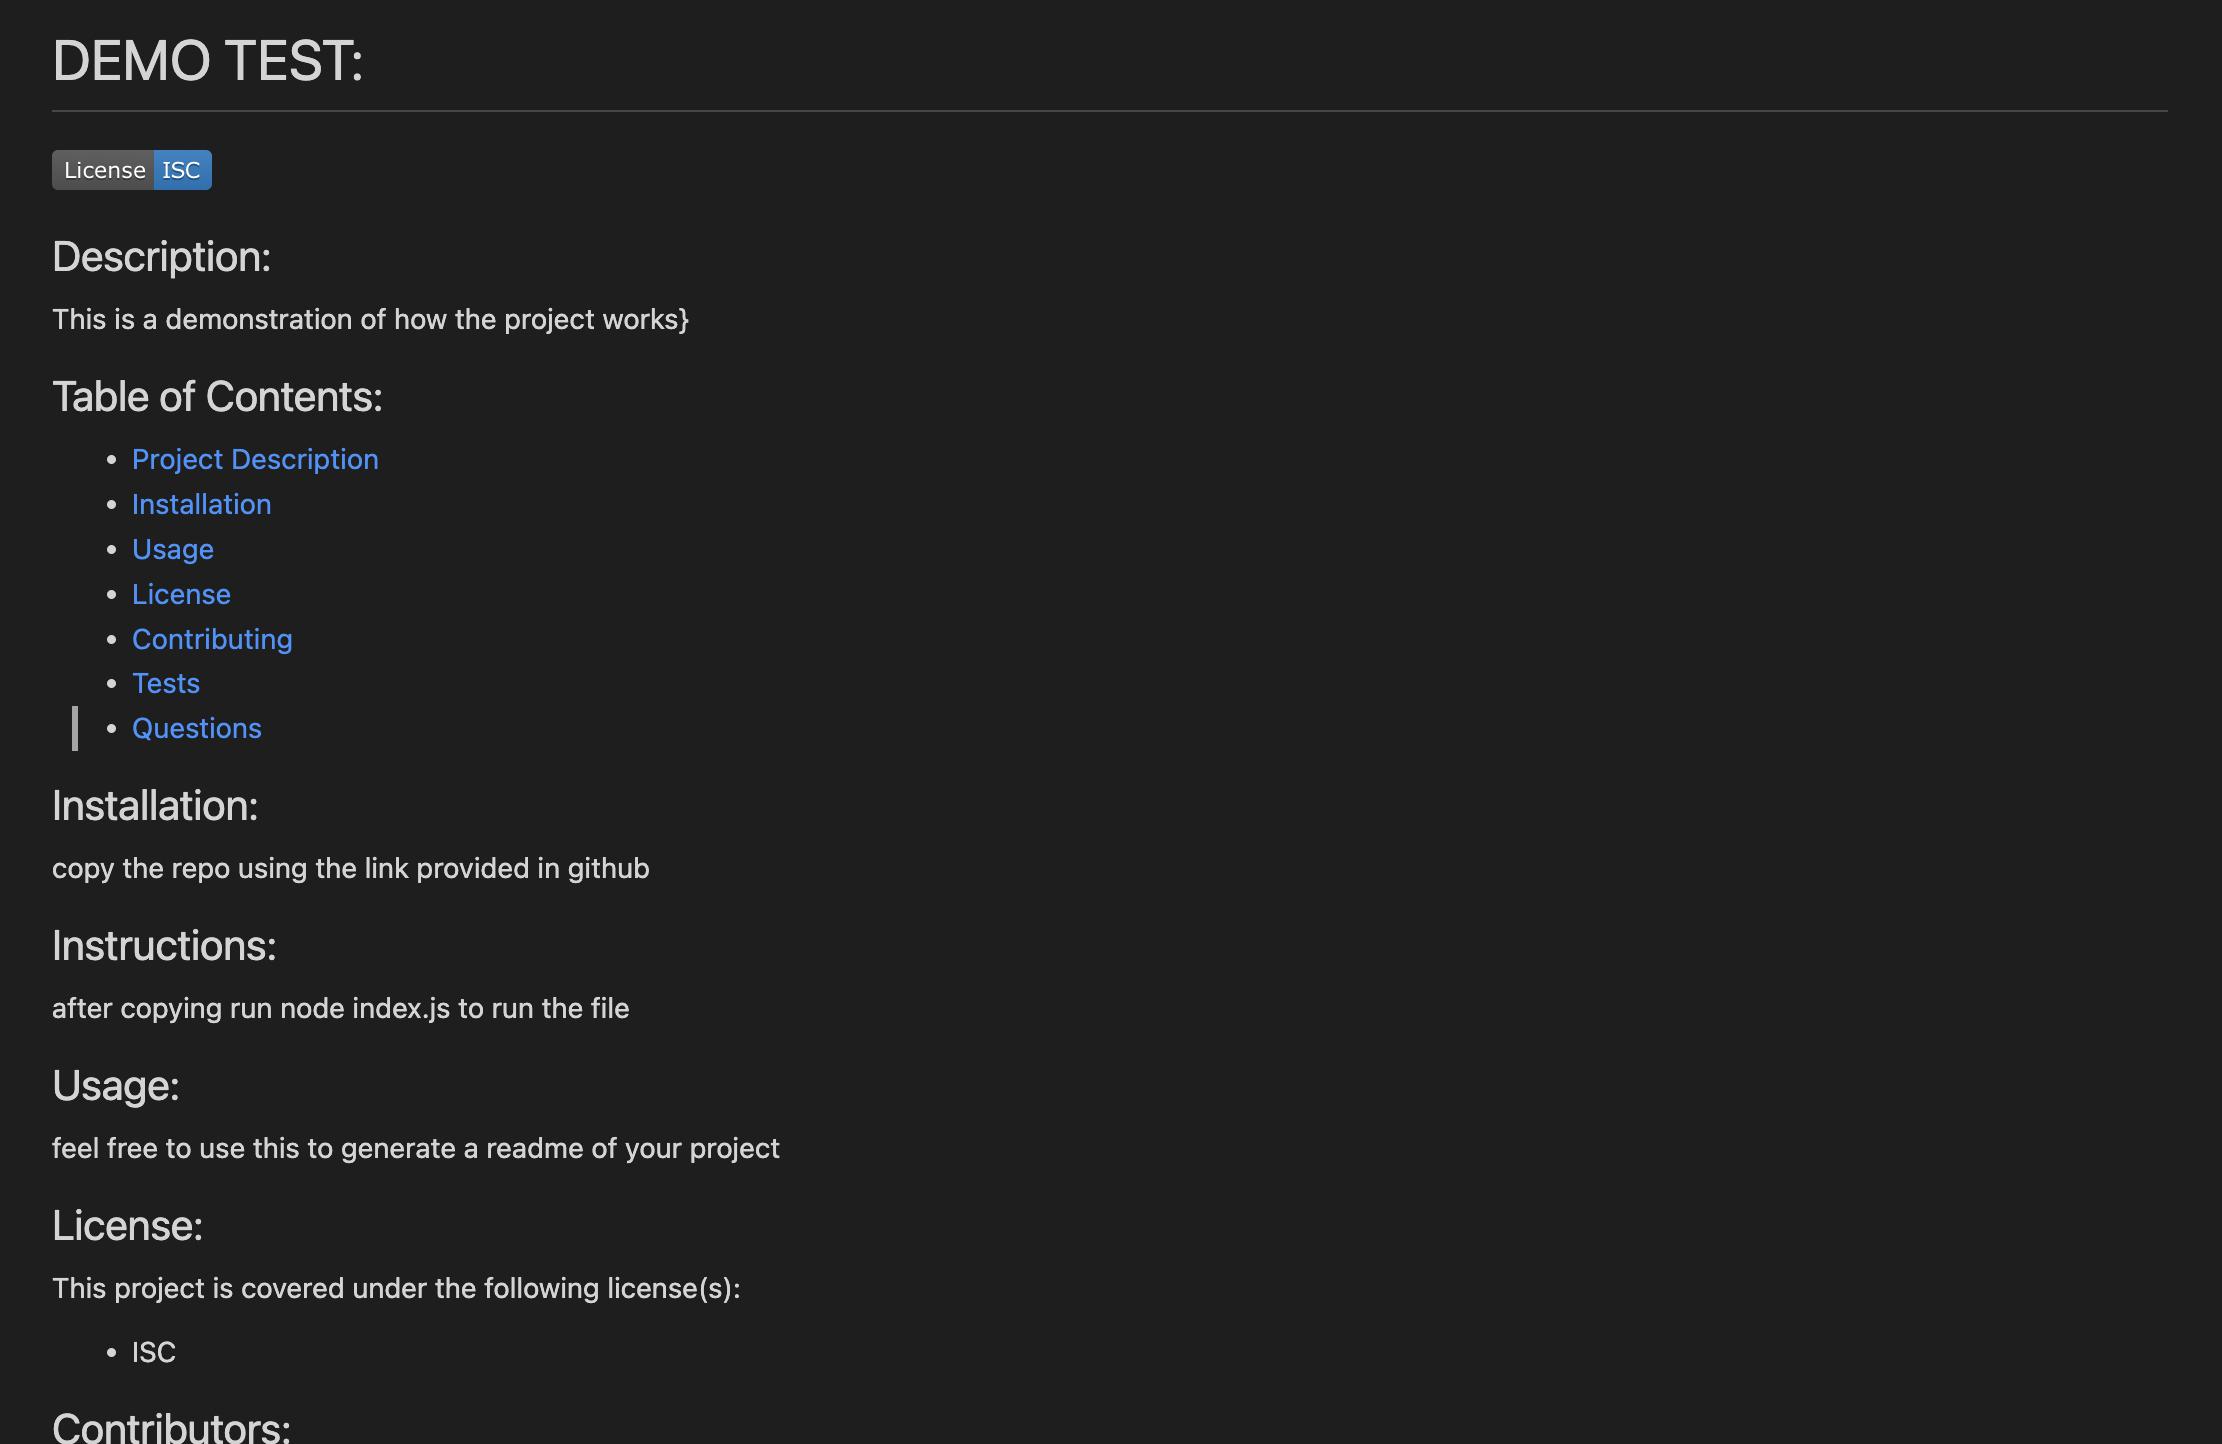 DEMO TEST:
License ISC
Description:
This is a demonstration of how the project works}
Table of Contents:
• Project Description
• Installation
• Usage
• License
• Contributing
• Tests
• Questions
Installation:
copy the repo using the link provided in github
Instructions:
after copying run node index.js to run the file
Usage:
feel free to use this to generate a readme of your project
License:
This project is covered under the following license(s):
• ISC
Contributors: